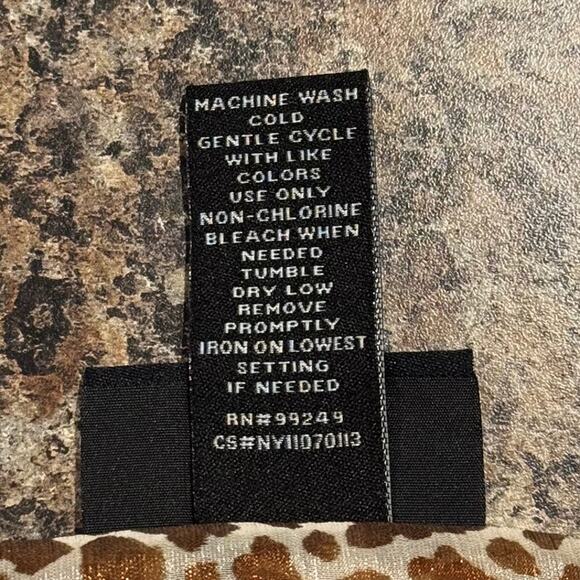 MACHINE WASH
COLD
GENTLE CYCLE
WITH LIKE
COLORS
USE ONLY
NON-CHLORINE
BLEACH WHEN
NEEDED
TUMBLE
DRY LOW
REMOVE
PROMPTLY
IRON ON LOWEST
SETTING
IF NEEDED
RN#99249
CS#NY11070113